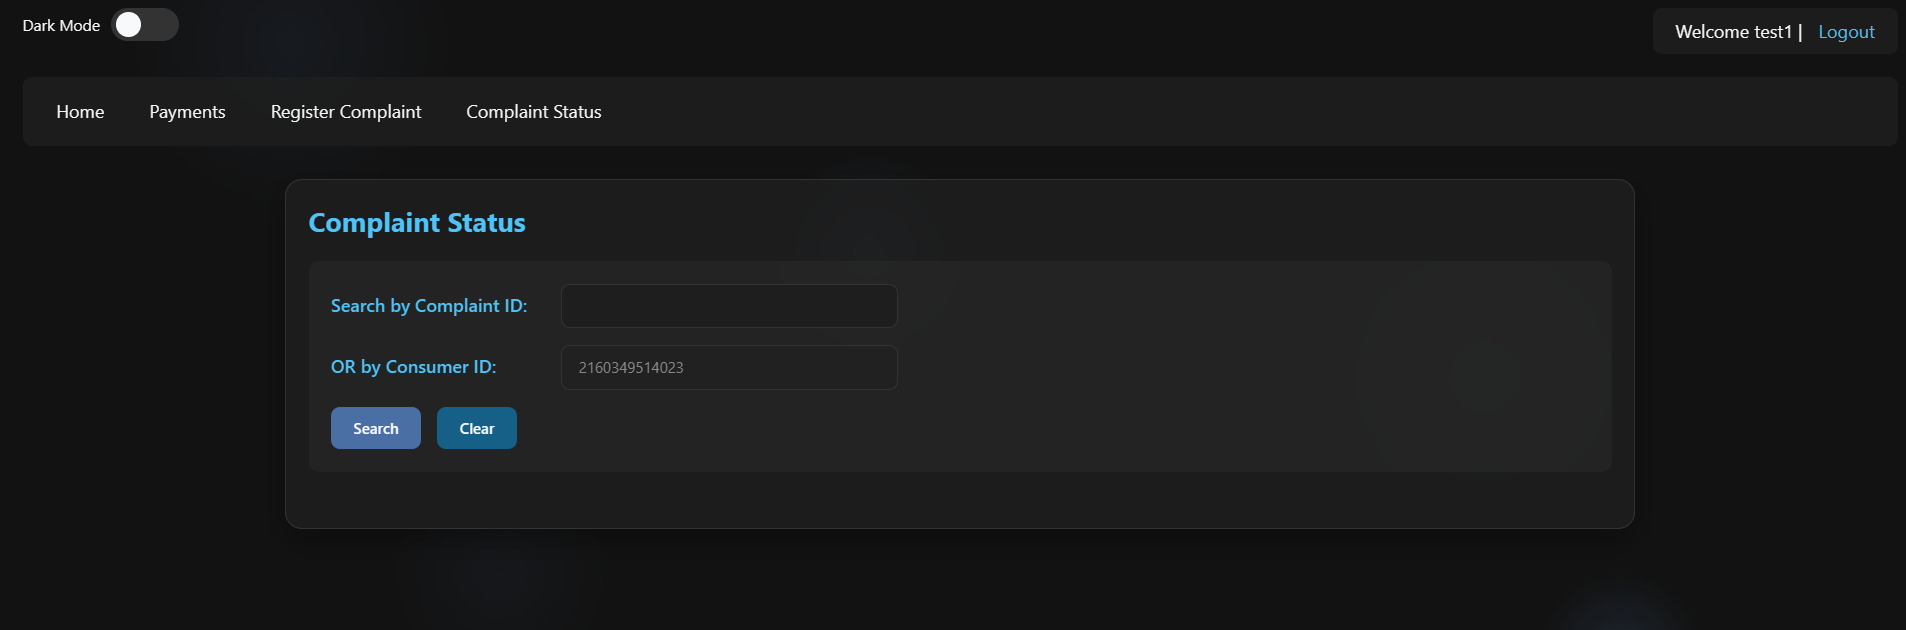 Dark Mode
Welcome test1 | Logout
Home Payments Register Complaint Complaint Status
Complaint Status
Search by Complaint ID:
OR by Consumer ID: 2160349514023
Search Clear